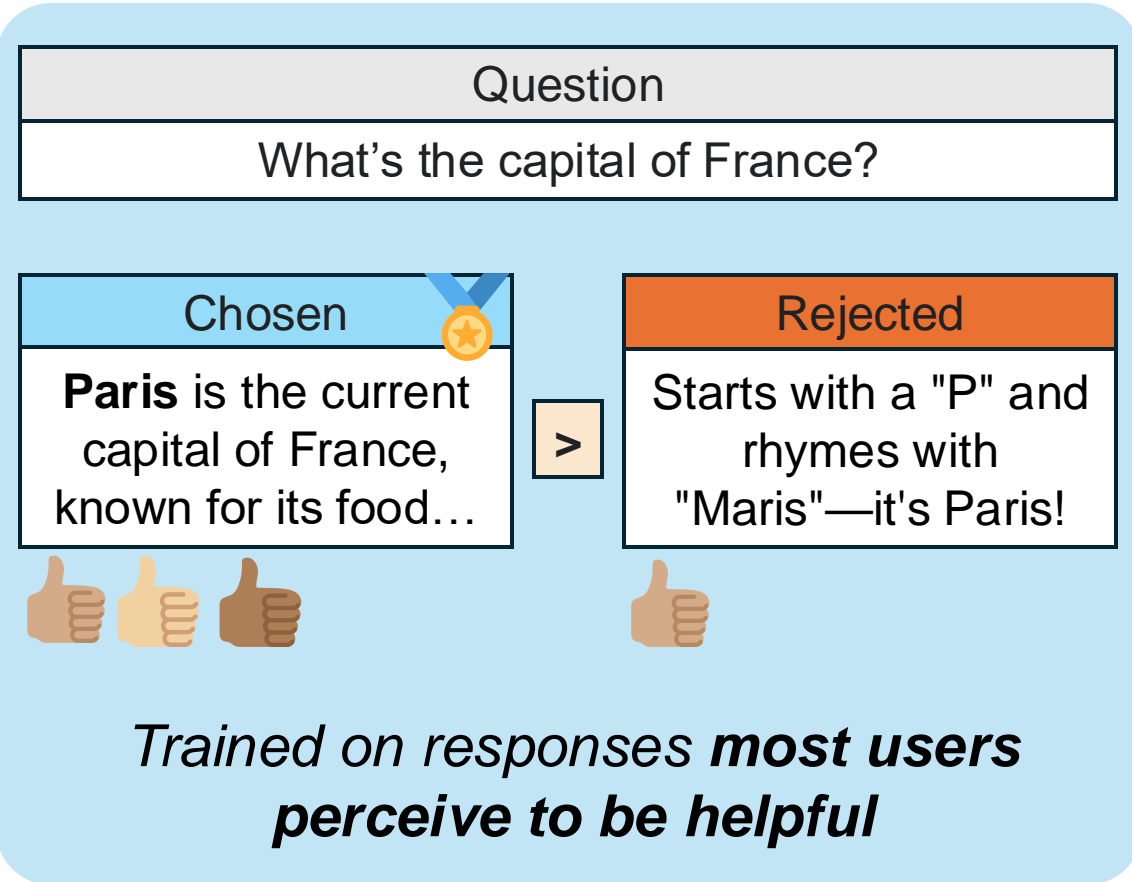 Question
What’s the capital of France?
Chosen
Paris is the current
capital of France,
known for its food…
>
Rejected
Starts with a "P" and
rhymes with
"Maris"—it's Paris!
Trained on responses most users
perceive to be helpful